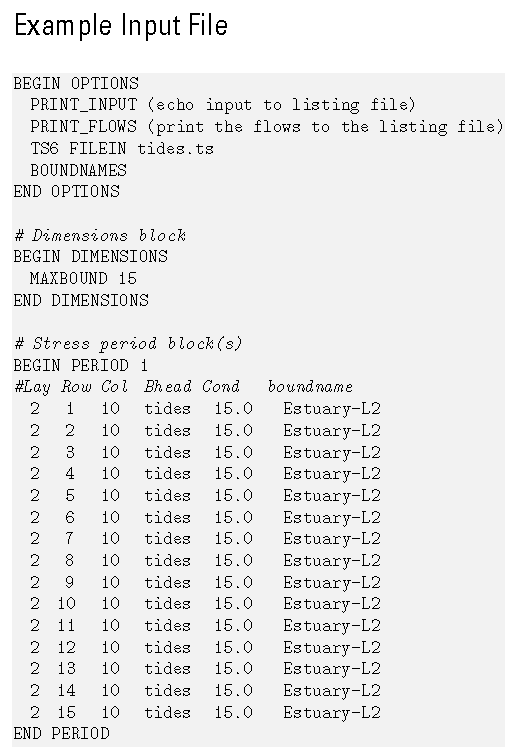 Example Input File
BEGIN OPTIONS
PRINT_INPUT (echo input to listing file)
PRINT_FLOWS (print the flows to the listing file)
TS6 FILEIN tides.ts
BOUNDNAMES
END OPTIONS
# Dimensions block
BEGIN DIMENSIONS
MAXBOUND 15
END DIMENSIONS
# Stress period block(s)
BEGIN PERIOD 1
#Lay Row Col Bhead Cond boundname
2 1 10 tides 15.0 Estuary-L2
2 2 10 tides 15.0 Estuary-L2
2 3 10 tides 15.0 Estuary-L2
2 4 10 tides 15.0 Estuary-L2
2 5 10 tides 15.0 Estuary-L2
2 6 10 tides 15.0 Estuary-L2
2 7 10 tides 15.0 Estuary-L2
2 8 10 tides 15.0 Estuary-L2
2 9 10 tides 15.0 Estuary-L2
2 10 10 tides 15.0 Estuary-L2
2 11 10 tides 15.0 Estuary-L2
2 12 10 tides 15.0 Estuary-L2
2 13 10 tides 15.0 Estuary-L2
2 14 10 tides 15.0 Estuary-L2
2 15 10 tides 15.0 Estuary-L2
END PERIOD